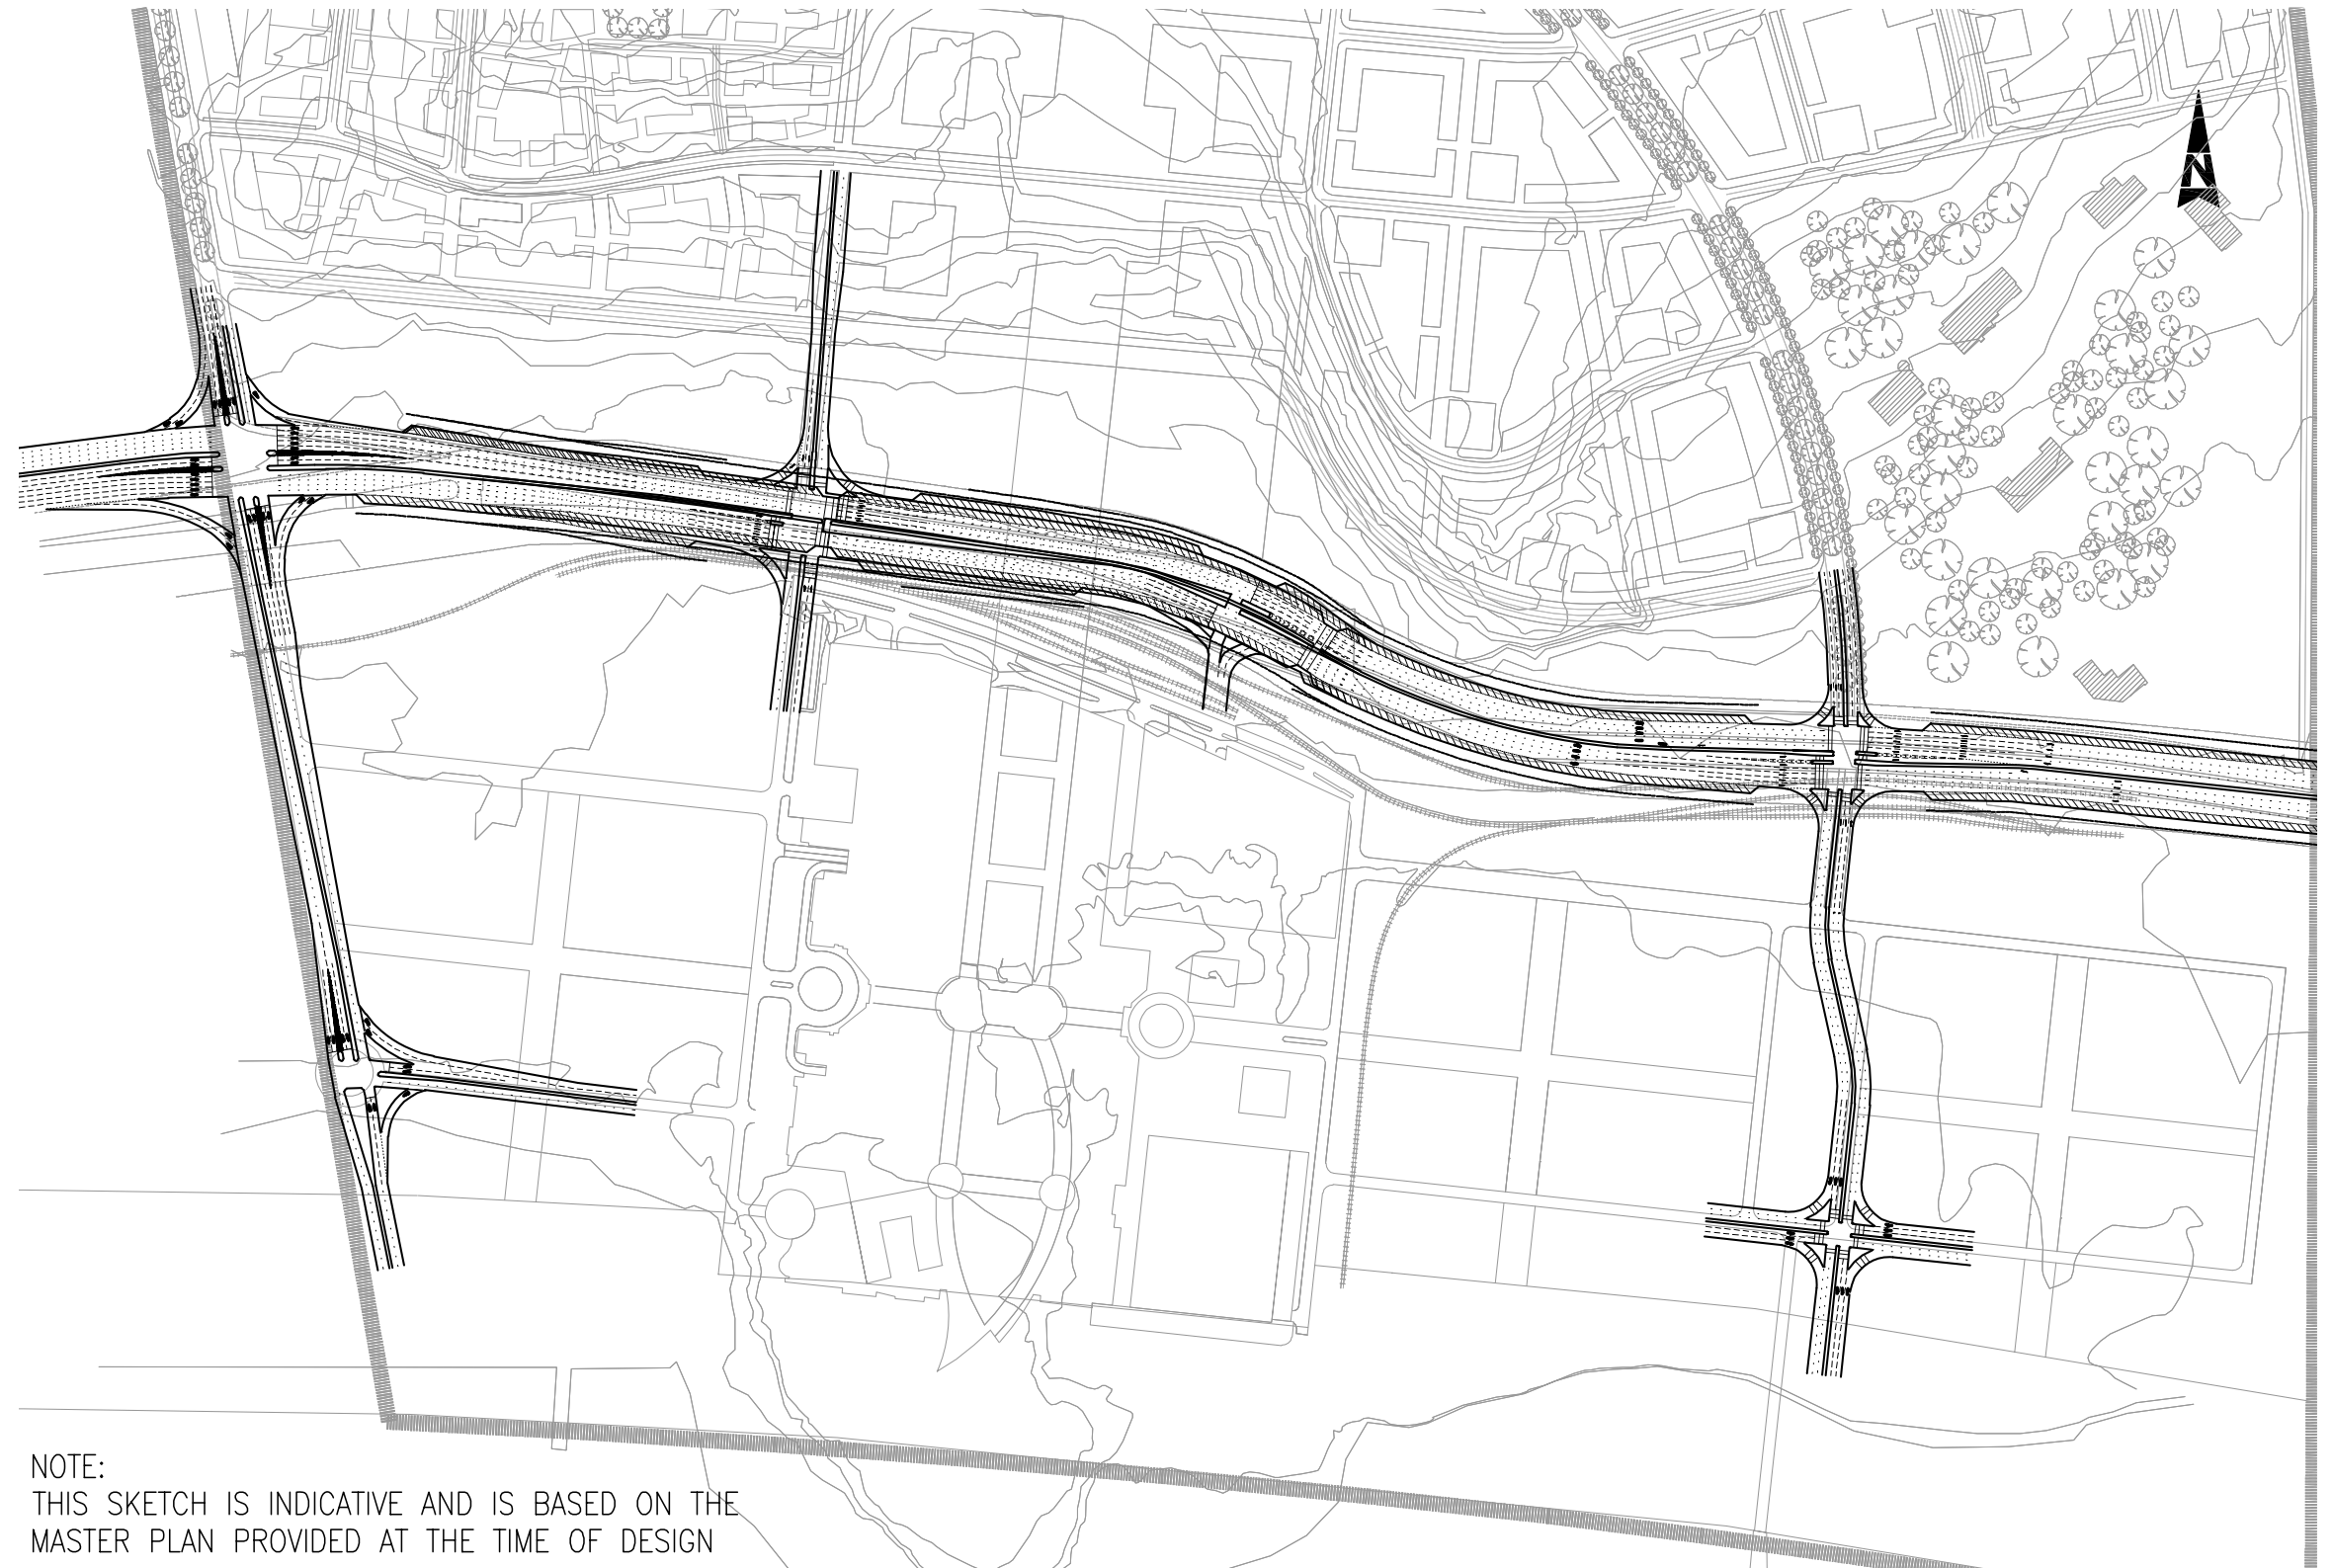 N
NOTE:
THIS SKETCH IS INDICATIVE AND IS BASED ON THE
MASTER PLAN PROVIDED AT THE TIME OF DESIGN